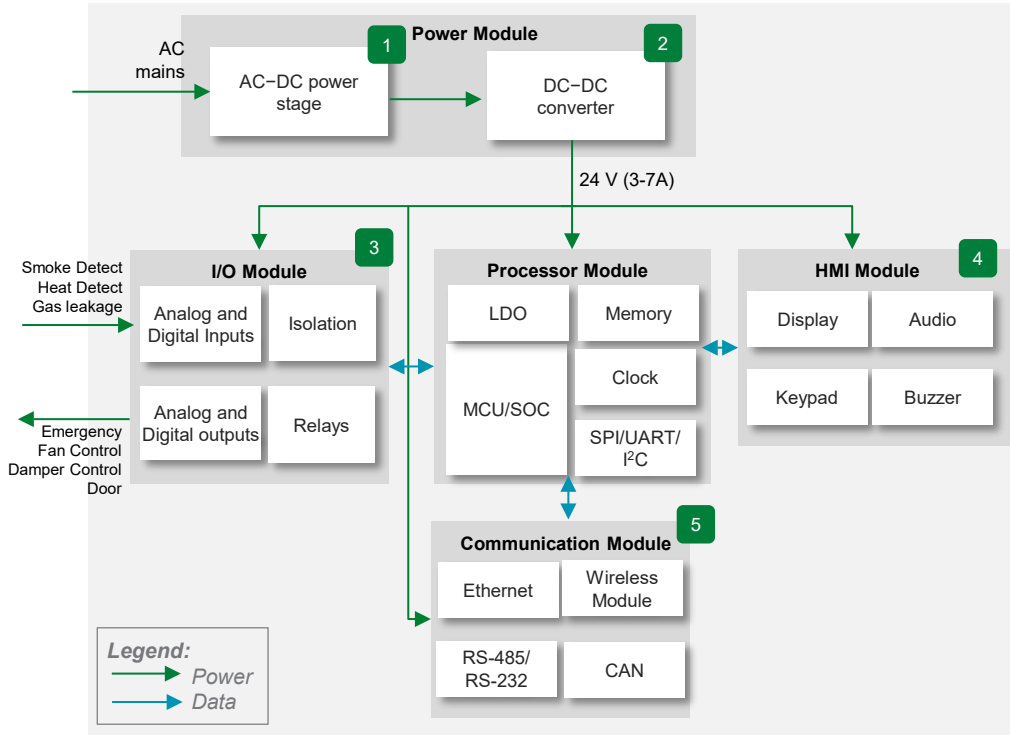 Power Module
1
2
AC
mains
AC−DC power
stage
DC−DC
converter
24 V (3-7A)
3
I/O Module
Smoke Detect
Heat Detect
Gas leakage
Analog and
Digital Inputs
Isolation
Analog and
Digital outputs
Relays
Emergency
Fan Control
Damper Control
Door
Processor Module
LDO
Memory
MCU/SOC
Clock
SPI/UART/
I²C
4
HMI Module
Display
Audio
Keypad
Buzzer
5
Communication Module
Ethernet
Wireless
Module
RS-485/
RS-232
CAN
Legend:
Power
Data